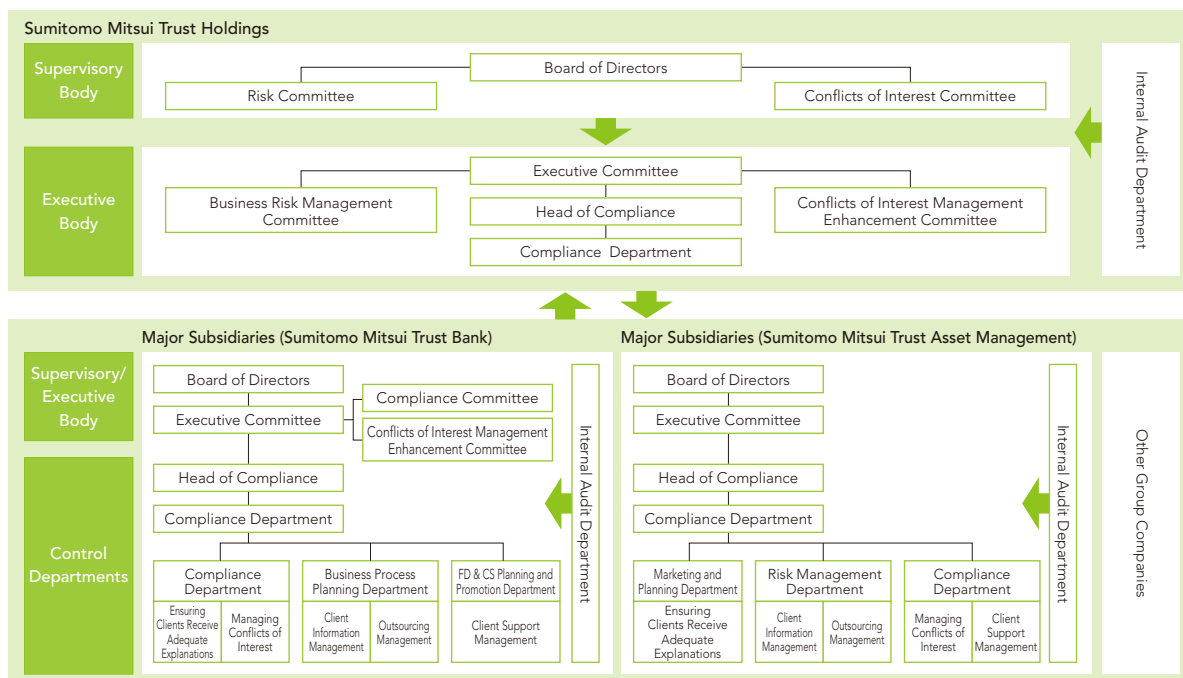 Sumitomo Mitsui Trust Holdings
Supervisory
Body
Board of Directors
Risk Committee
Conflicts of Interest Committee
Internal Audit Department
Executive
Body
Executive Committee
Business Risk Management
Committee
Head of Compliance
Conflicts of Interest Management
Enhancement Committee
Compliance Department
Major Subsidiaries (Sumitomo Mitsui Trust Bank)
Major Subsidiaries (Sumitomo Mitsui Trust Asset Management)
Supervisory/
Executive
Body
Control
Departments
Board of Directors
Executive Committee
Compliance Committee
Conflicts of Interest Management
Enhancement Committee
Head of Compliance
Compliance Department
Compliance
Department
Ensuring
Clients Receive
Adequate
Explanations
Managing
Conflicts of
Interest
Business Process
Planning Department
Client
Information
Management
Outsourcing
Management
FD & CS Planning and
Promotion Department
Client Support
Management
Internal Audit Department
Board of Directors
Executive Committee
Head of Compliance
Compliance Department
Marketing and
Planning Department
Ensuring
Clients Receive
Adequate
Explanations
Risk Management
Department
Client
Information
Management
Outsourcing
Management
Compliance
Department
Managing
Conflicts of
Interest
Client
Support
Management
Internal Audit Department
Other Group Companies